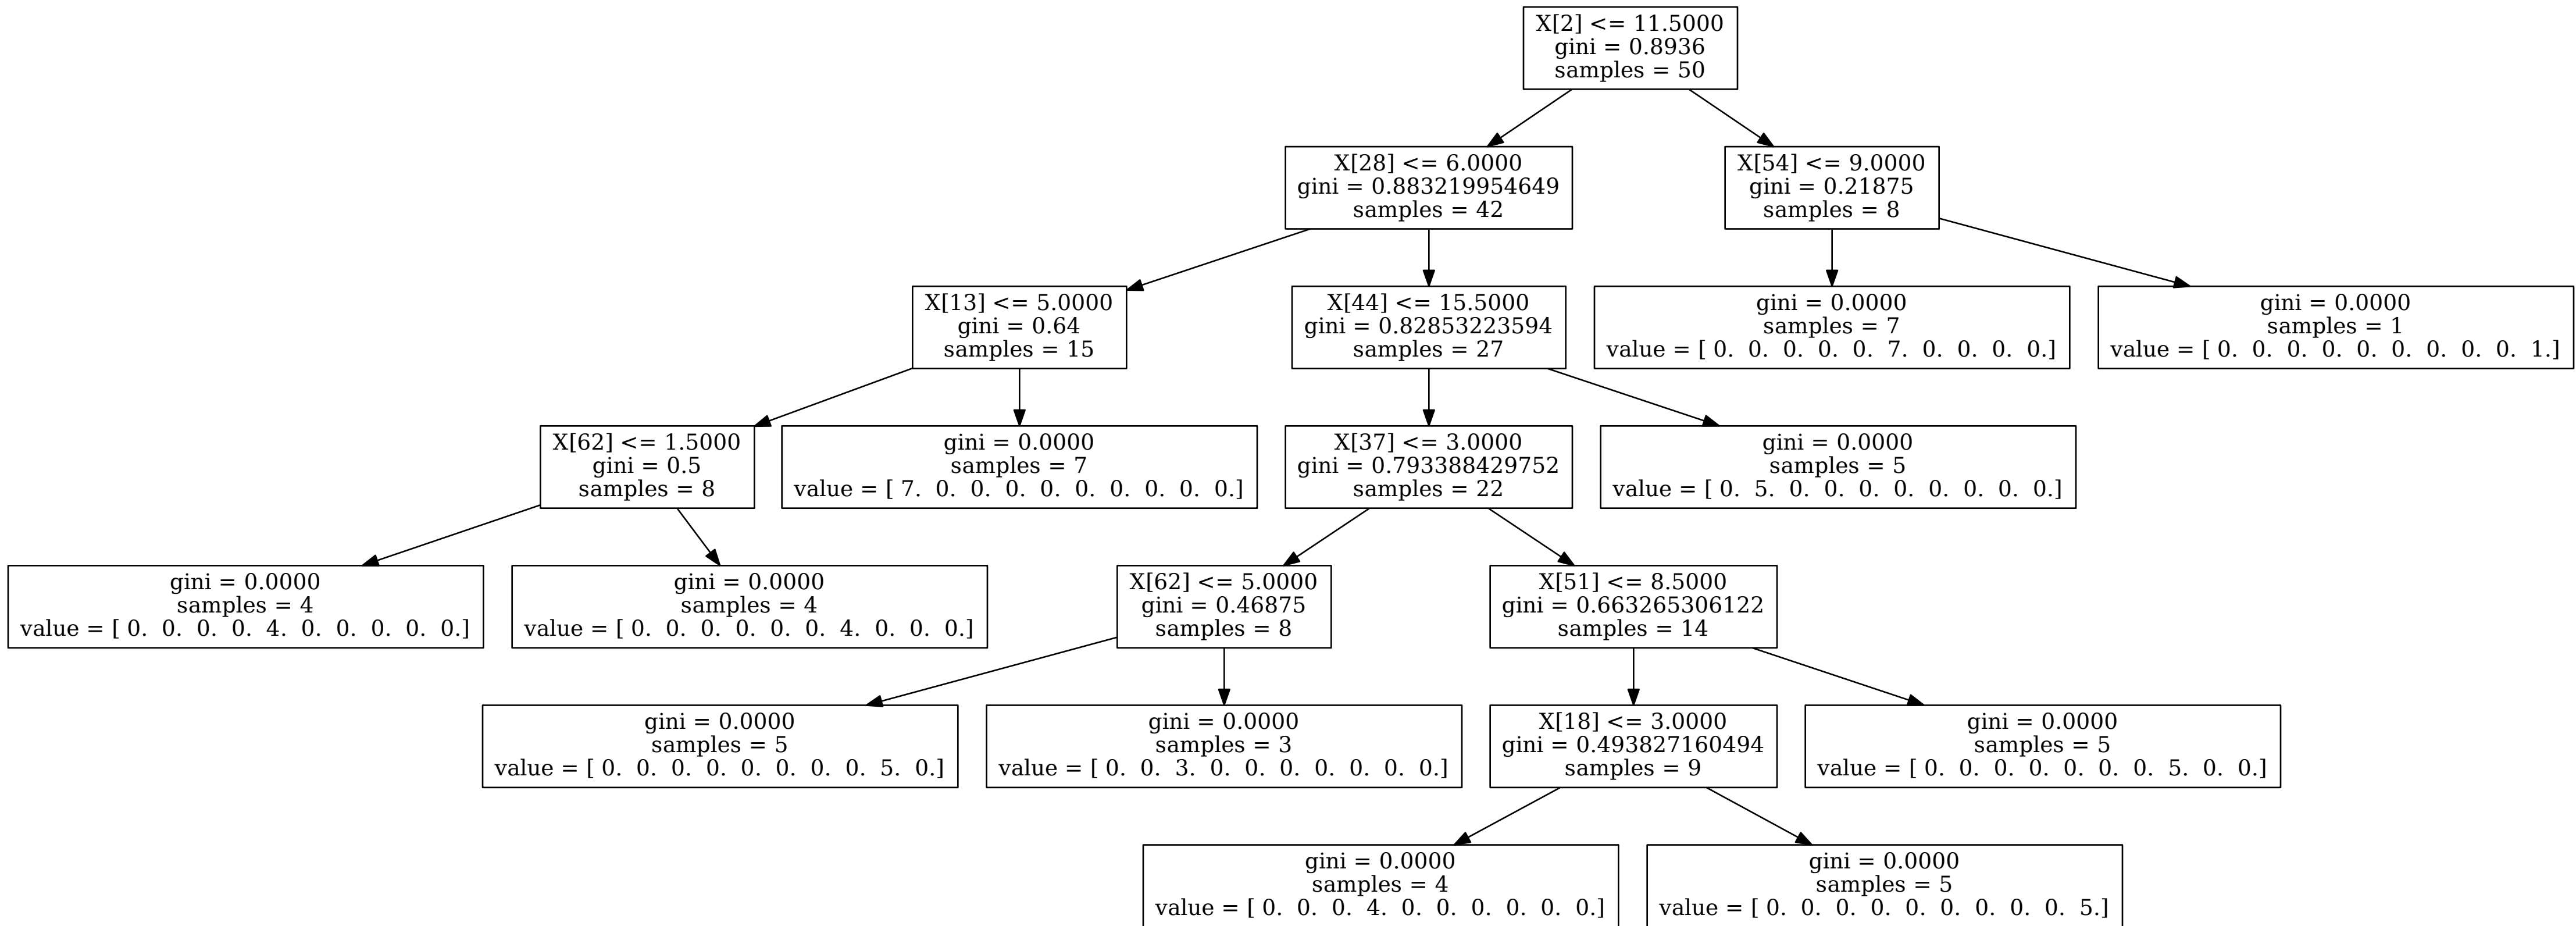 X[2] <= 11.5000
gini = 0.8936
samples = 50
X[28] <= 6.0000
gini = 0.883219954649
samples = 42
X[54] <= 9.0000
gini = 0.21875
samples = 8
X[13] <= 5.0000
gini = 0.64
samples = 15
X[44] <= 15.5000
gini = 0.82853223594
samples = 27
gini = 0.0000
samples = 7
value = [ 0. 0. 0. 0. 0. 7. 0. 0. 0. 0.]
gini = 0.0000
samples = 1
value = [ 0. 0. 0. 0. 0. 0. 0. 0. 0. 1.]
X[62] <= 1.5000
gini = 0.5
samples = 8
gini = 0.0000
samples = 7
value = [ 7. 0. 0. 0. 0. 0. 0. 0. 0. 0.]
X[37] <= 3.0000
gini = 0.793388429752
samples = 22
gini = 0.0000
samples = 5
value = [ 0. 5. 0. 0. 0. 0. 0. 0. 0. 0.]
gini = 0.0000
samples = 4
value = [ 0. 0. 0. 0. 4. 0. 0. 0. 0. 0.]
gini = 0.0000
samples = 4
value = [ 0. 0. 0. 0. 0. 0. 4. 0. 0. 0.]
X[62] <= 5.0000
gini = 0.46875
samples = 8
X[51] <= 8.5000
gini = 0.663265306122
samples = 14
gini = 0.0000
samples = 5
value = [ 0. 0. 0. 0. 0. 0. 0. 0. 5. 0.]
gini = 0.0000
samples = 3
value = [ 0. 0. 3. 0. 0. 0. 0. 0. 0. 0.]
X[18] <= 3.0000
gini = 0.493827160494
samples = 9
gini = 0.0000
samples = 5
value = [ 0. 0. 0. 0. 0. 0. 0. 5. 0. 0.]
gini = 0.0000
samples = 4
value = [ 0. 0. 0. 4. 0. 0. 0. 0. 0. 0.]
gini = 0.0000
samples = 5
value = [ 0. 0. 0. 0. 0. 0. 0. 0. 0. 5.]